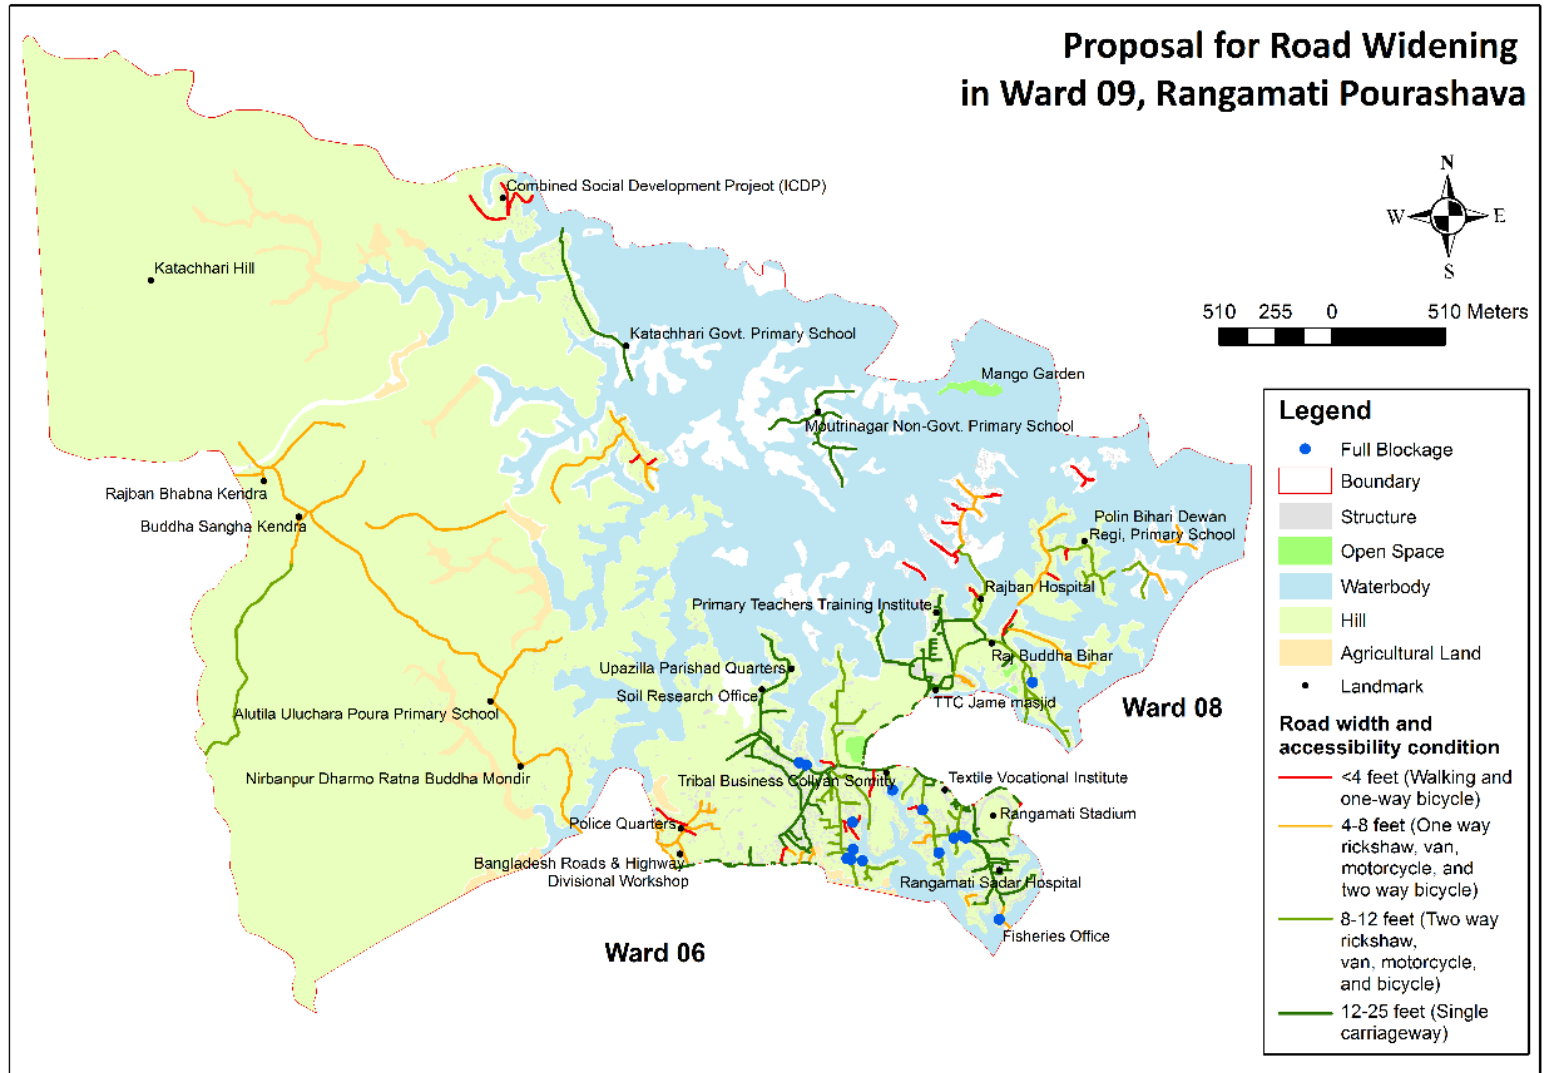 Proposal for Road Widening
in Ward 09, Rangamati Pourashava
N
W
E
S
510 255 0 510 Meters
Combined Social Development Project (ICDP)
Katachhari Hill
Katachhari Govt. Primary School
Mango Garden
Moutrinagar Non-Govt. Primary School
Rajban Bhabna Kendra
Buddha Sangha Kendra
Polin Bihari Dewan
Regi, Primary School
Rajban Hospital
Primary Teachers Training Institute
Raj Buddha Bihar
Upazilla Parishad Quarters
Soil Research Office
TTC Jame masjid
Ward 08
Alutila Uluchara Poura Primary School
Nirbanpur Dharmo Ratna Buddha Mondir
Tribal Business Collyan Somitty
Textile Vocational Institute
Rangamati Stadium
Police Quarters
Bangladesh Roads & Highway
Divisional Workshop
Rangamati Sadar Hospital
Fisheries Office
Ward 06
Legend
Full Blockage
Boundary
Structure
Open Space
Waterbody
Hill
Agricultural Land
Landmark
Road width and
accessibility condition
<4 feet (Walking and
one-way bicycle)
4-8 feet (One way
rickshaw, van,
motorcycle, and
two way bicycle)
8-12 feet (Two way
rickshaw,
van, motorcycle,
and bicycle)
12-25 feet (Single
carriageway)